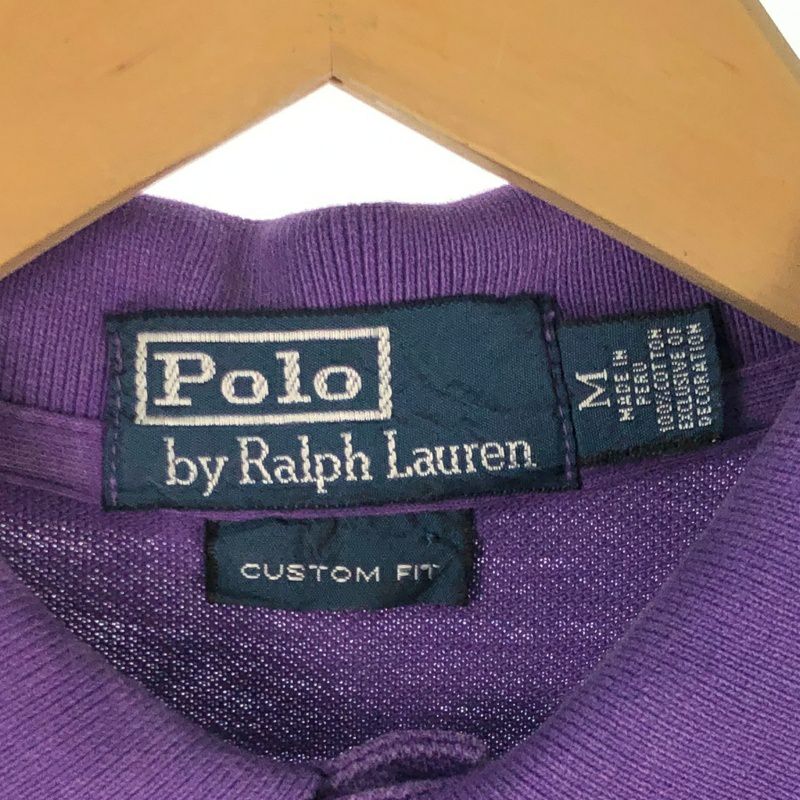 Polo
by Ralph Lauren
M
MADE IN
PERU
100% COTTON
EXCLUSIVE OF
DECORATION
CUSTOM FIT